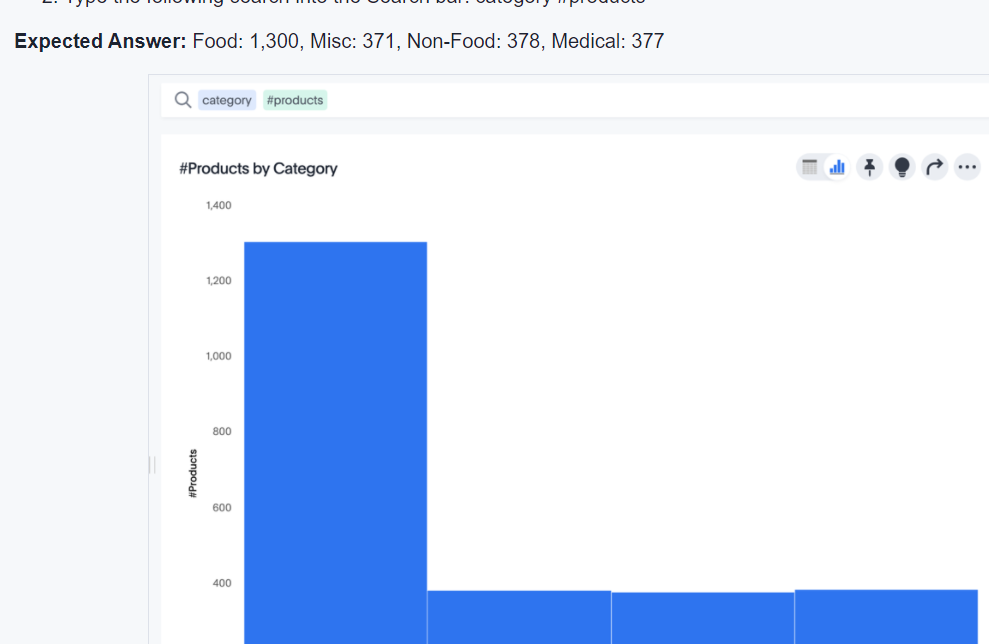 2. Type the following search into the Search bar: category #products
Expected Answer: Food: 1,300, Misc: 371, Non-Food: 378, Medical: 377
category #products
#Products by Category
1,400
1,200
1,000
800
#Products
600
400